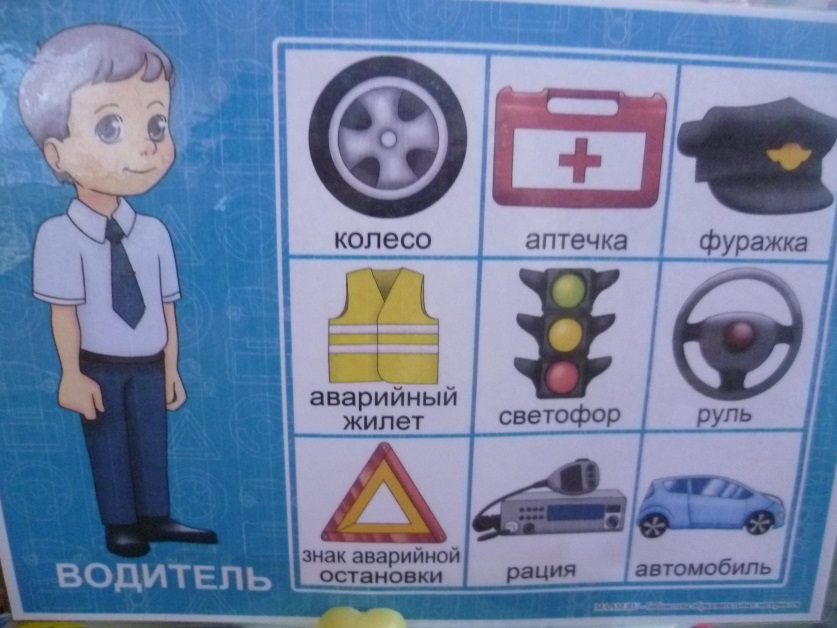 колесо
аптечка
фуражка
аварийный
жилет
светофор
руль
знак аварийной
остановки
рация
автомобиль
ВОДИТЕЛЬ